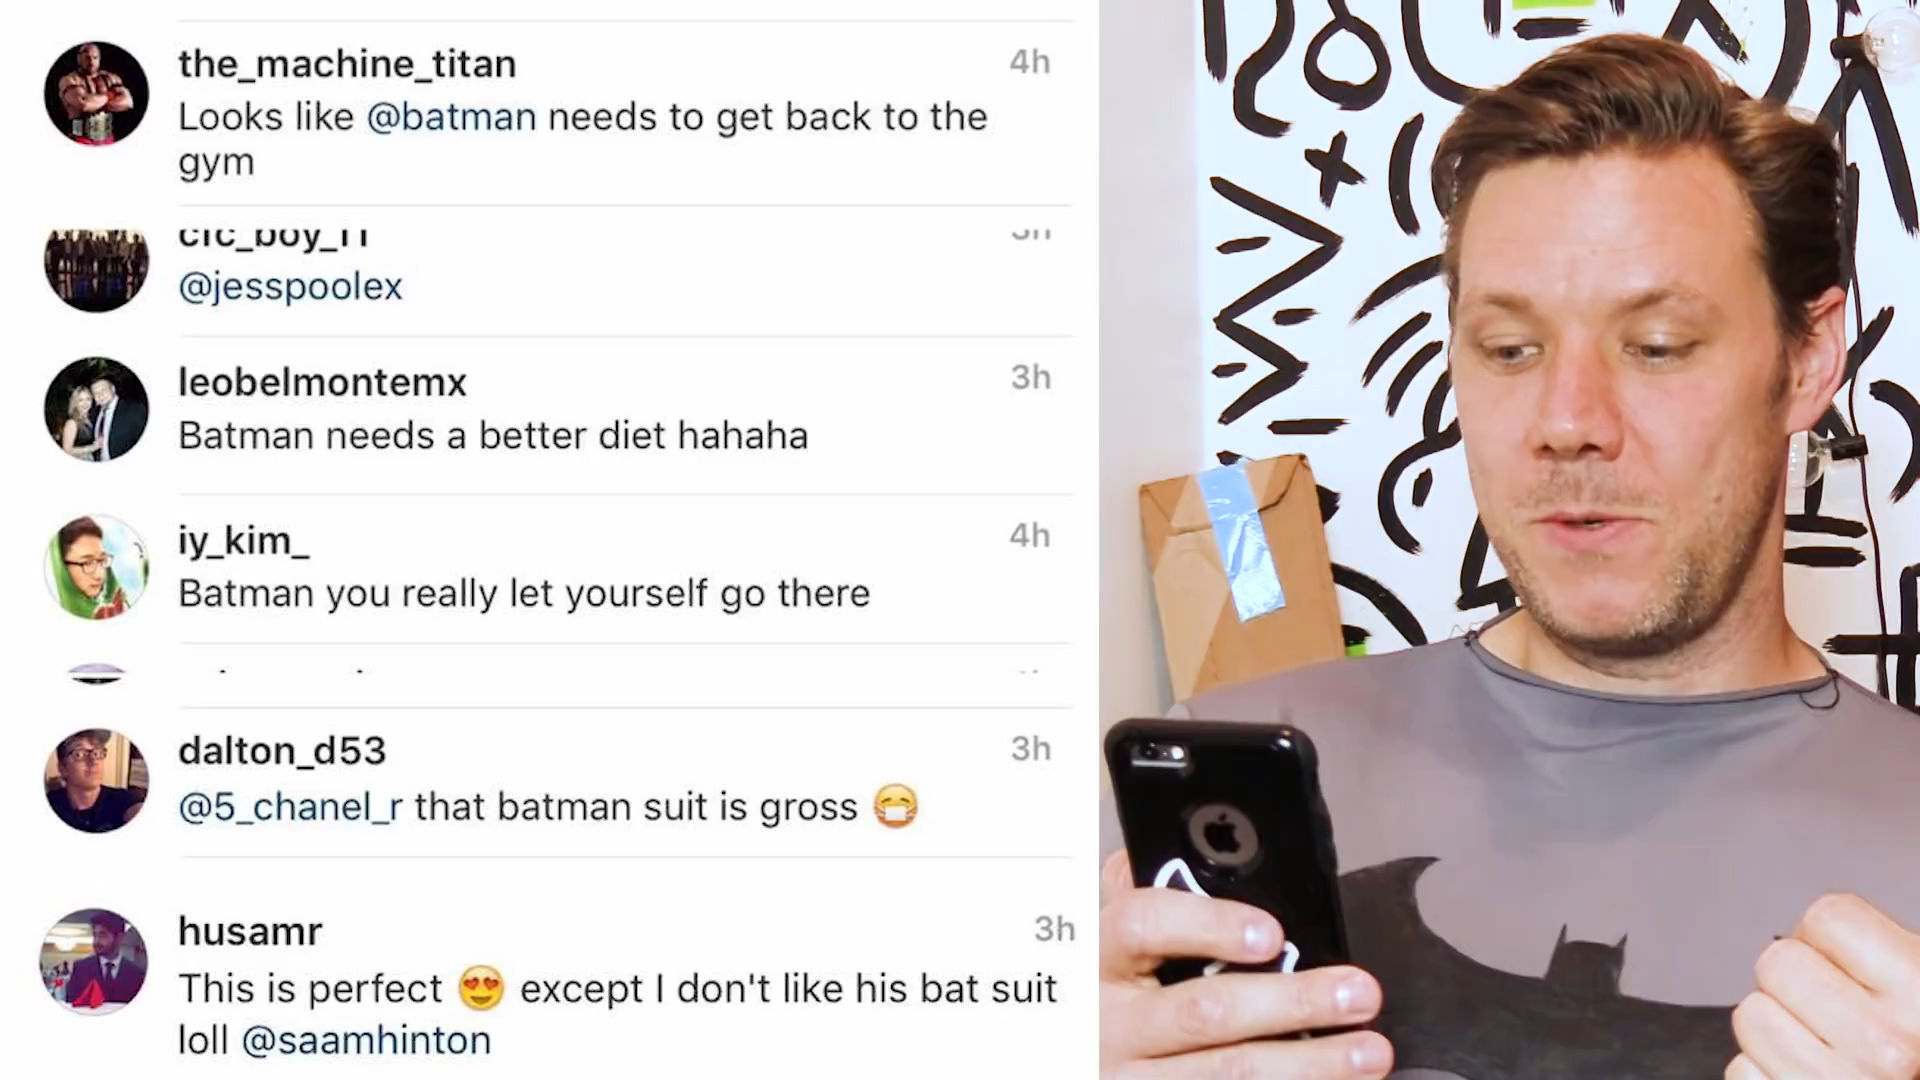 the_machine_titan 4h
Looks like @batman needs to get back to the
gym
cfc_boy_11 3h
@jesspoolex
leobelmontemx 3h
Batman needs a better diet hahaha
iy_kim_ 4h
Batman you really let yourself go there
dalton_d53 3h
@5_chanel_r that batman suit is gross 😷
husamr 3h
This is perfect 😍 except I don't like his bat suit
loll @saamhinton